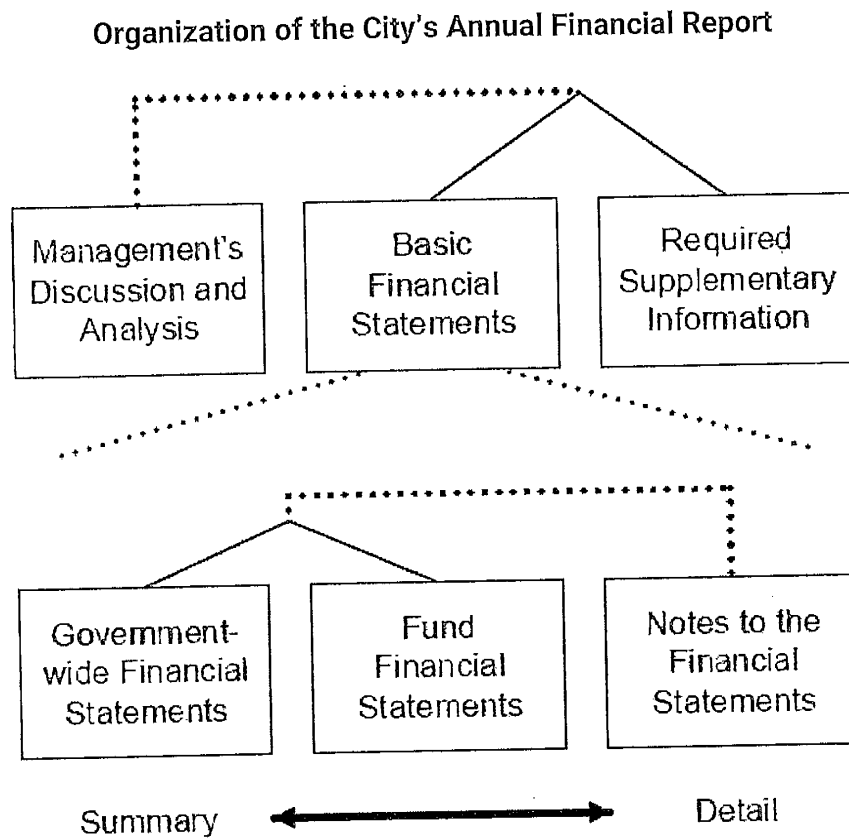 Organization of the City's Annual Financial Report
Management's
Discussion and
Analysis
Basic
Financial
Statements
Required
Supplementary
Information
Government-
wide Financial
Statements
Fund
Financial
Statements
Notes to the
Financial
Statements
Summary
Detail